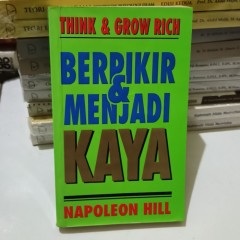 THINK & GROW RICH
BERPIKIR
&
MENJADI
KAYA
NAPOLEON HILL